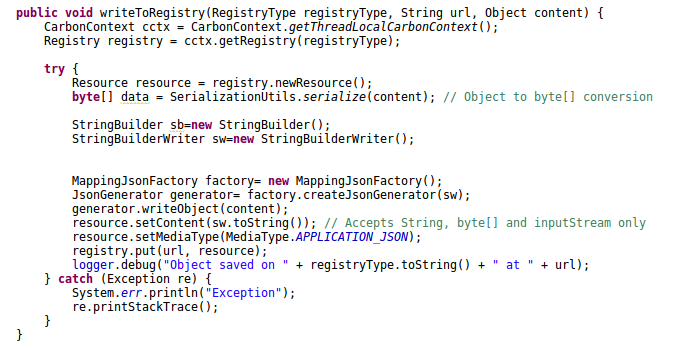 public void writeToRegistry(RegistryType registryType, String url, Object content) {
    CarbonContext cctx = CarbonContext.getThreadLocalCarbonContext();
    Registry registry = cctx.getRegistry(registryType);

    try {
        Resource resource = registry.newResource();
        byte[] data = SerializationUtils.serialize(content); // Object to byte[] conversion

        StringBuilder sb=new StringBuilder();
        StringBuilderWriter sw=new StringBuilderWriter();


        MappingJsonFactory factory= new MappingJsonFactory();
        JsonGenerator generator= factory.createJsonGenerator(sw);
        generator.writeObject(content);
        resource.setContent(sw.toString()); // Accepts String, byte[] and inputStream only
        resource.setMediaType(MediaType.APPLICATION_JSON);
        registry.put(url, resource);
        logger.debug("Object saved on " + registryType.toString() + " at " + url);
    } catch (Exception re) {
        System.err.println("Exception");
        re.printStackTrace();
    }
}